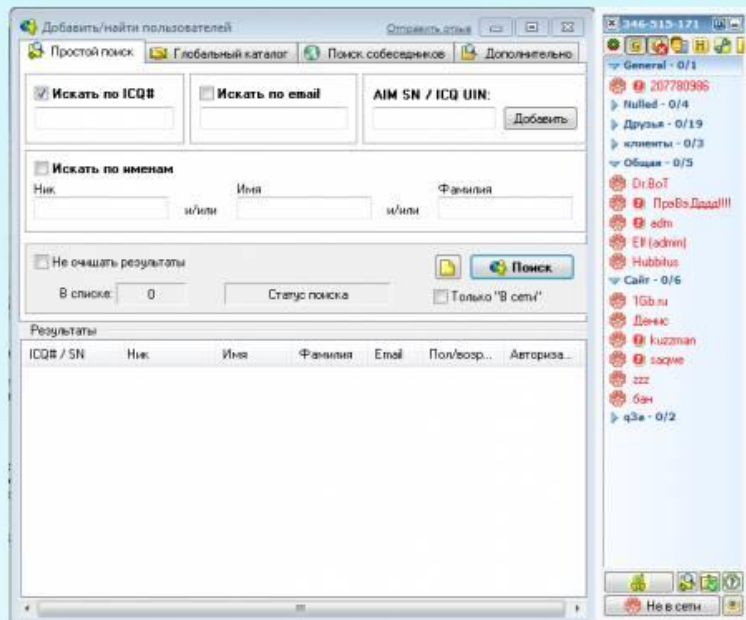 Добавить/найти пользователей
Отправить отзыв
Простой поиск
Глобальный каталог
Поиск собеседников
Дополнительно
Искать по ICQ#
Искать по email
AIM SN / ICQ UIN:
Добавить
Искать по именам
Ник
Имя
Фамилия
и/или
и/или
Не очищать результаты
Поиск
В списке:
0
Статус поиска
Только "В сети"
Результаты
ICQ# / SN
Ник
Имя
Фамилия
Email
Пол/возр...
Авториза...
346-515-171
General - 0/1
207780986
Nulled - 0/4
Друзья - 0/19
клиенты - 0/3
Общая - 0/5
Dr.BoT
ПрэВэДддд!!!!
adm
Elf (admin)
Hubbitus
Сайт - 0/6
1Gb.ru
Денис
kuzzman
saqwe
zzz
бан
q3a - 0/2
Не в сети